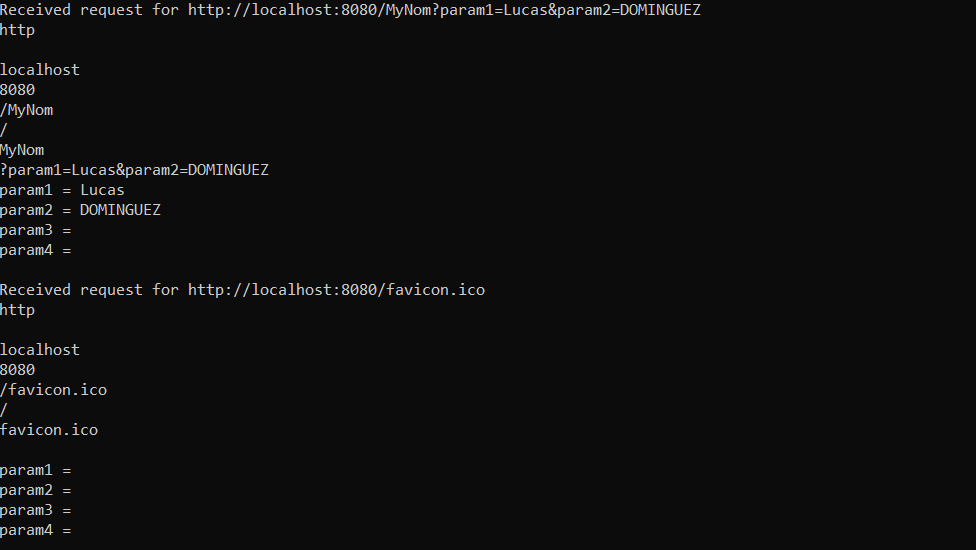 Received request for http://localhost:8080/MyNom?param1=Lucas&param2=DOMINGUEZ
http
localhost
8080
/MyNom
/
MyNom
?param1=Lucas&param2=DOMINGUEZ
param1 = Lucas
param2 = DOMINGUEZ
param3 =
param4 =
Received request for http://localhost:8080/favicon.ico
http
localhost
8080
/favicon.ico
/
favicon.ico
param1 =
param2 =
param3 =
param4 =